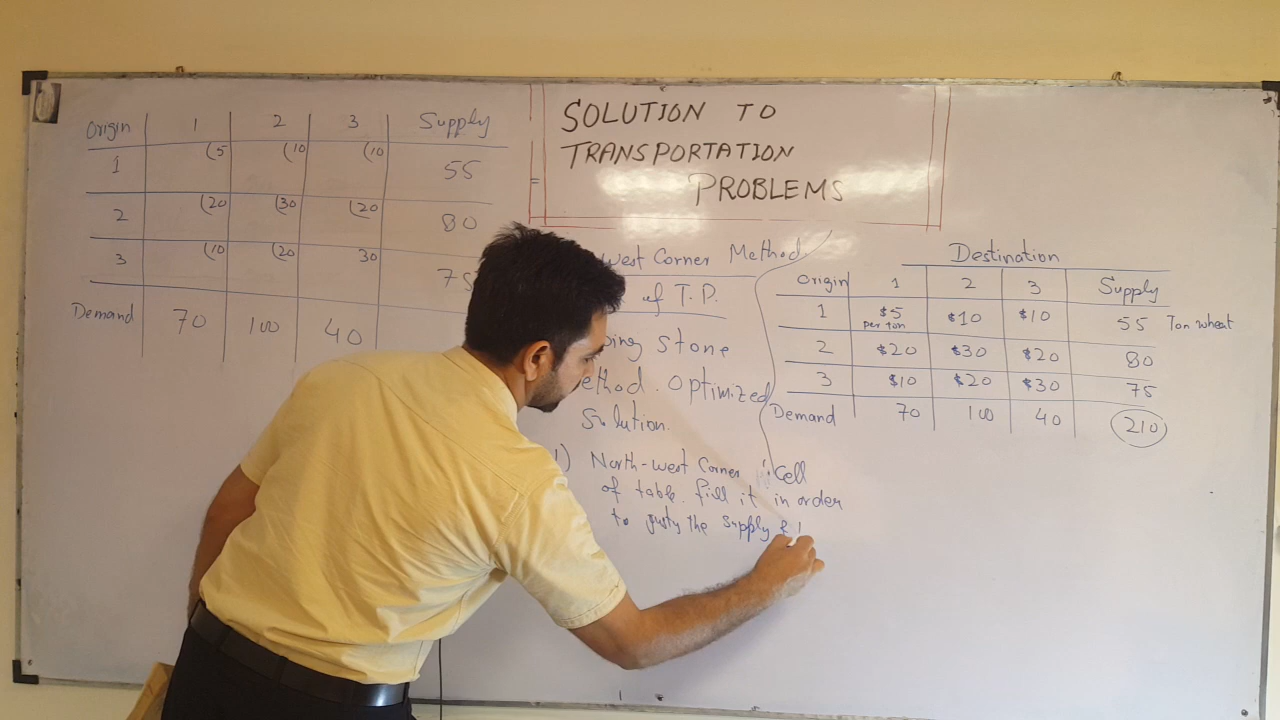 Origin 1 2 3 Supply
1 (5 (10 (10 55
2 (20 (30 (20 80
3 (10 (20 30 75
Demand 70 100 40
SOLUTION TO
TRANSPORTATION
PROBLEMS
West Corner Method
of T.P.
ping stone
ethod. optimized
Solution.
1) North-west Corner Cell
of table. fill it in order
to the supply &
Destination
Origin 1 2 3 Supply
1 $5 per ton $10 $10 55 Ton wheat
2 $20 $30 $20 80
3 $10 $20 $30 75
Demand 70 100 40 210